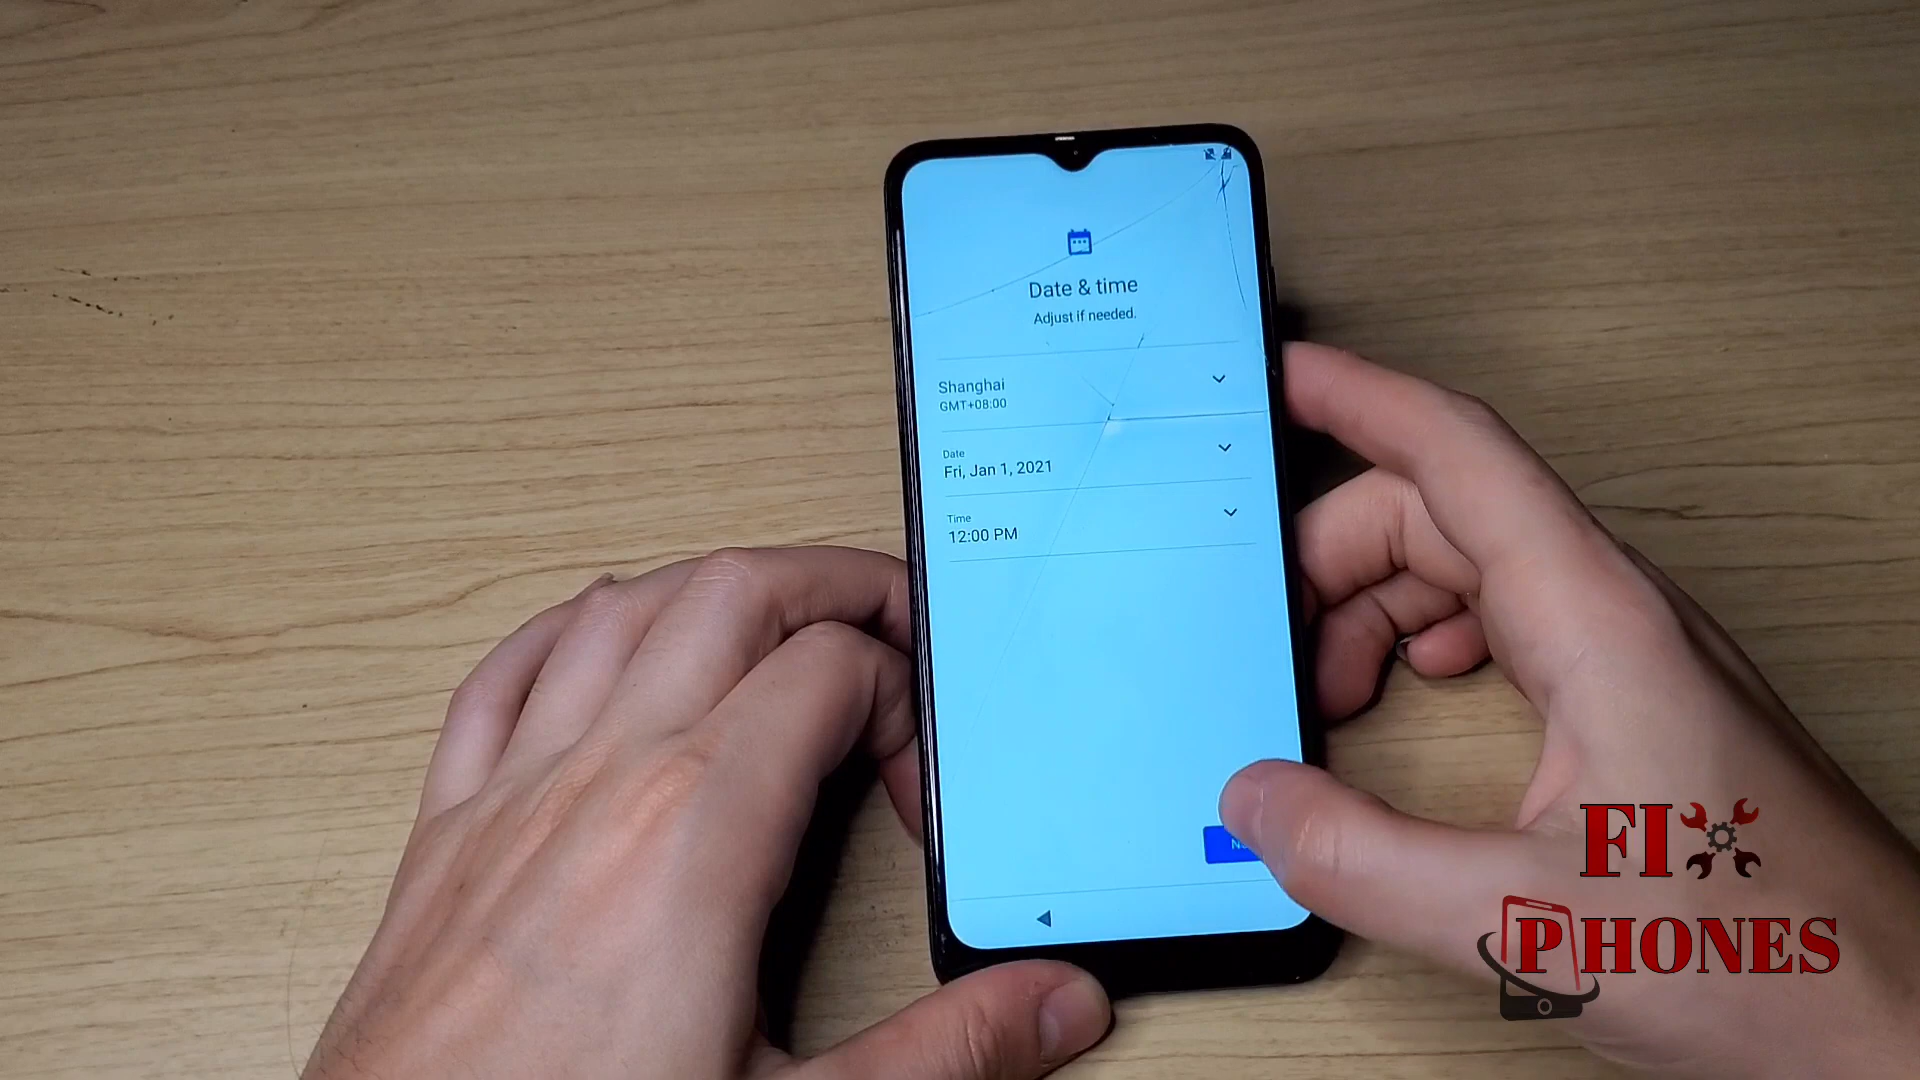 Date & time
Adjust if needed.
Shanghai
GMT+08:00
Date
Fri, Jan 1, 2021
Time
12:00 PM
FIX
PHONES